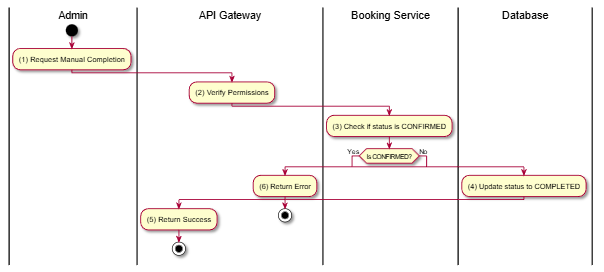 Admin
API Gateway
Booking Service
Database
(1) Request Manual Completion
(2) Verify Permissions
(3) Check if status is CONFIRMED
Yes
Is CONFIRMED?
No
(6) Return Error
(4) Update status to COMPLETED
(5) Return Success